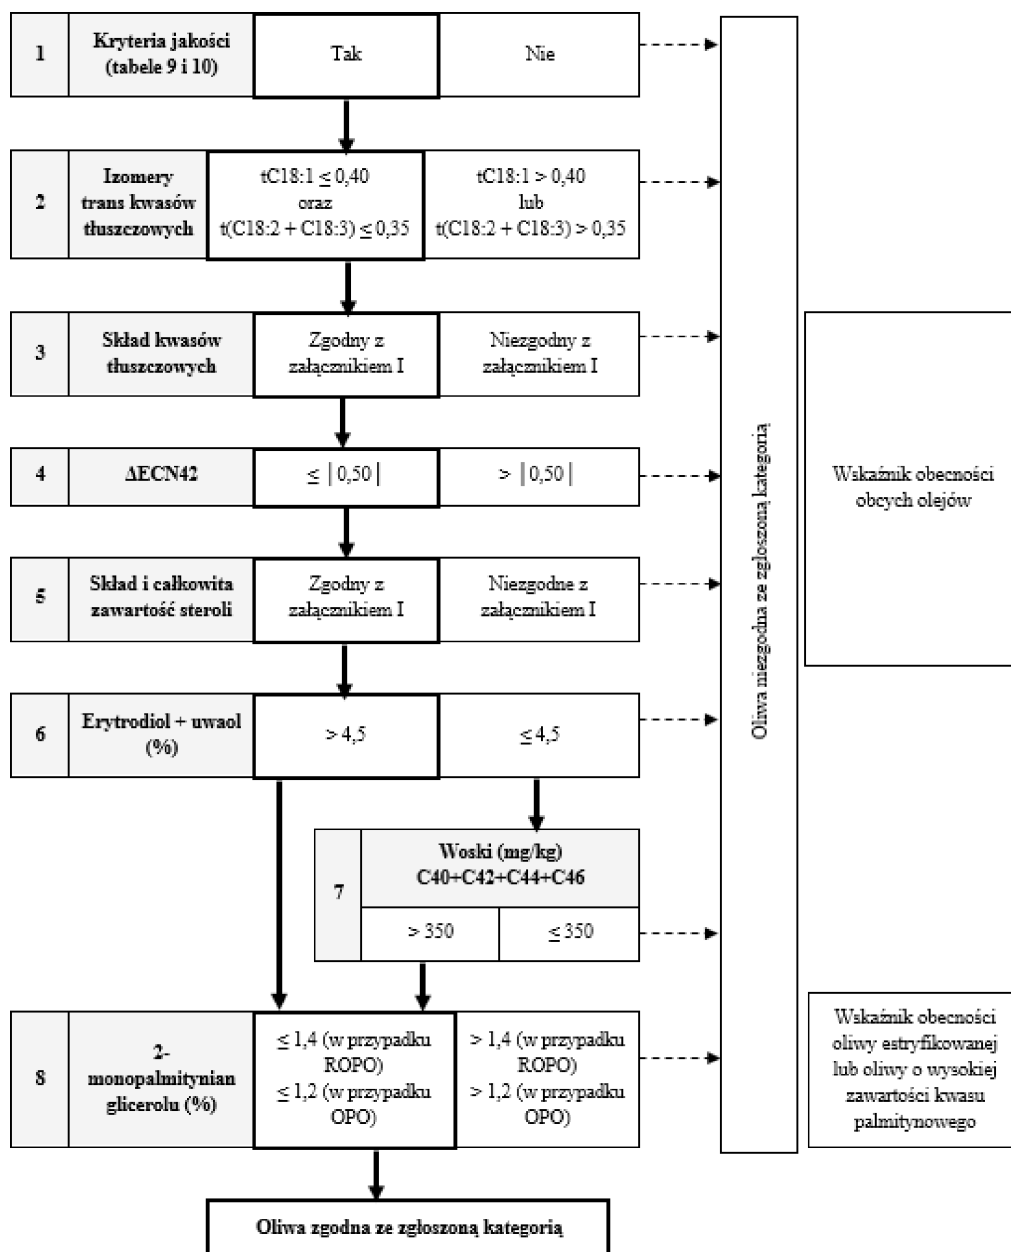 1
Kryteria jakości
(tabele 9 i 10)
Tak
Nie
2
Izomery
trans kwasów
tłuszczowych
tC18:1 ≤ 0,40
oraz
t(C18:2 + C18:3) ≤ 0,35
tC18:1 > 0,40
lub
t(C18:2 + C18:3) > 0,35
3
Skład kwasów
tłuszczowych
Zgodny z
załącznikiem I
Niezgodny z
załącznikiem I
4
ΔECN42
≤ │0,50│
> │0,50│
5
Skład i całkowita
zawartość steroli
Zgodny z
załącznikiem I
Niezgodne z
załącznikiem I
6
Erytrodiol + uwaol
(%)
> 4,5
≤ 4,5
7
Woski (mg/kg)
C40+C42+C44+C46
> 350
≤ 350
8
2-
monopalmitynian
glicerolu (%)
≤ 1,4 (w przypadku
ROPO)
≤ 1,2 (w przypadku
OPO)
> 1,4 (w przypadku
ROPO)
> 1,2 (w przypadku
OPO)
Oliwa zgodna ze zgłoszoną kategorią
Oliwa niezgodna ze zgłoszoną kategorią
Wskaźnik obecności
obcych olejów
Wskaźnik obecności
oliwy estryfikowanej
lub oliwy o wysokiej
zawartości kwasu
palmitynowego